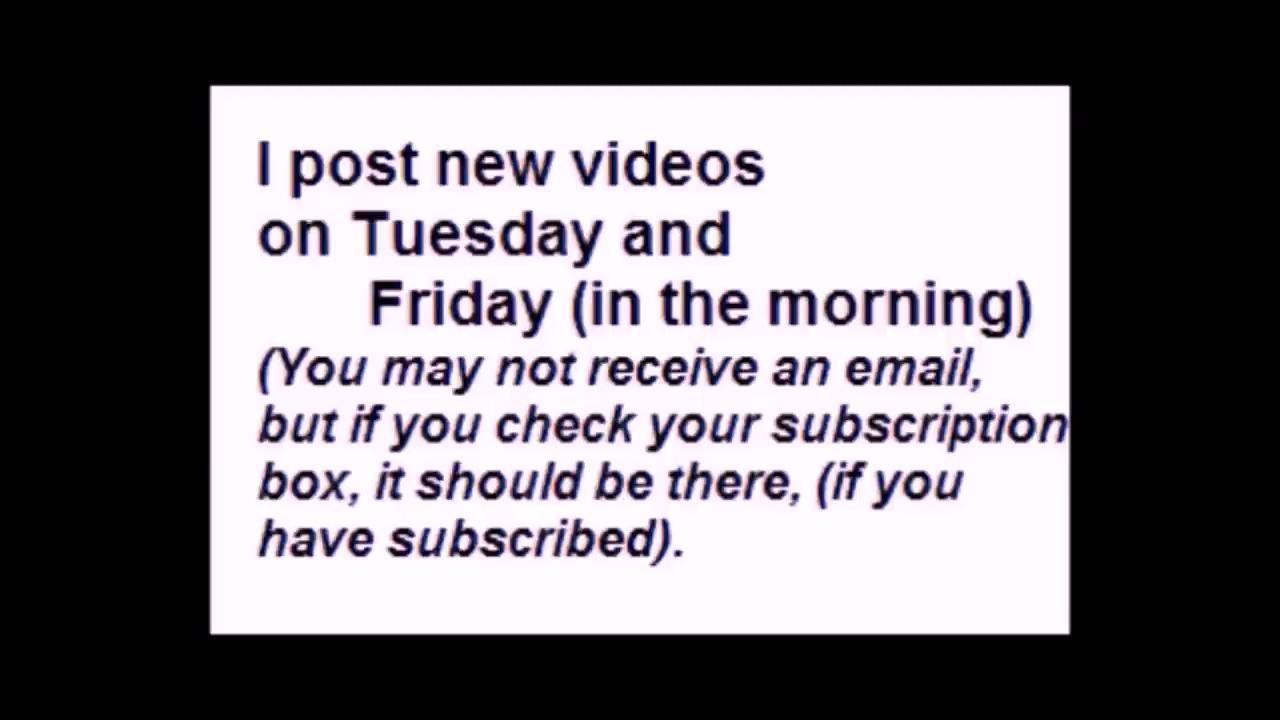 I post new videos
on Tuesday and
Friday (in the morning)
(You may not receive an email,
but if you check your subscription
box, it should be there, (if you
have subscribed).